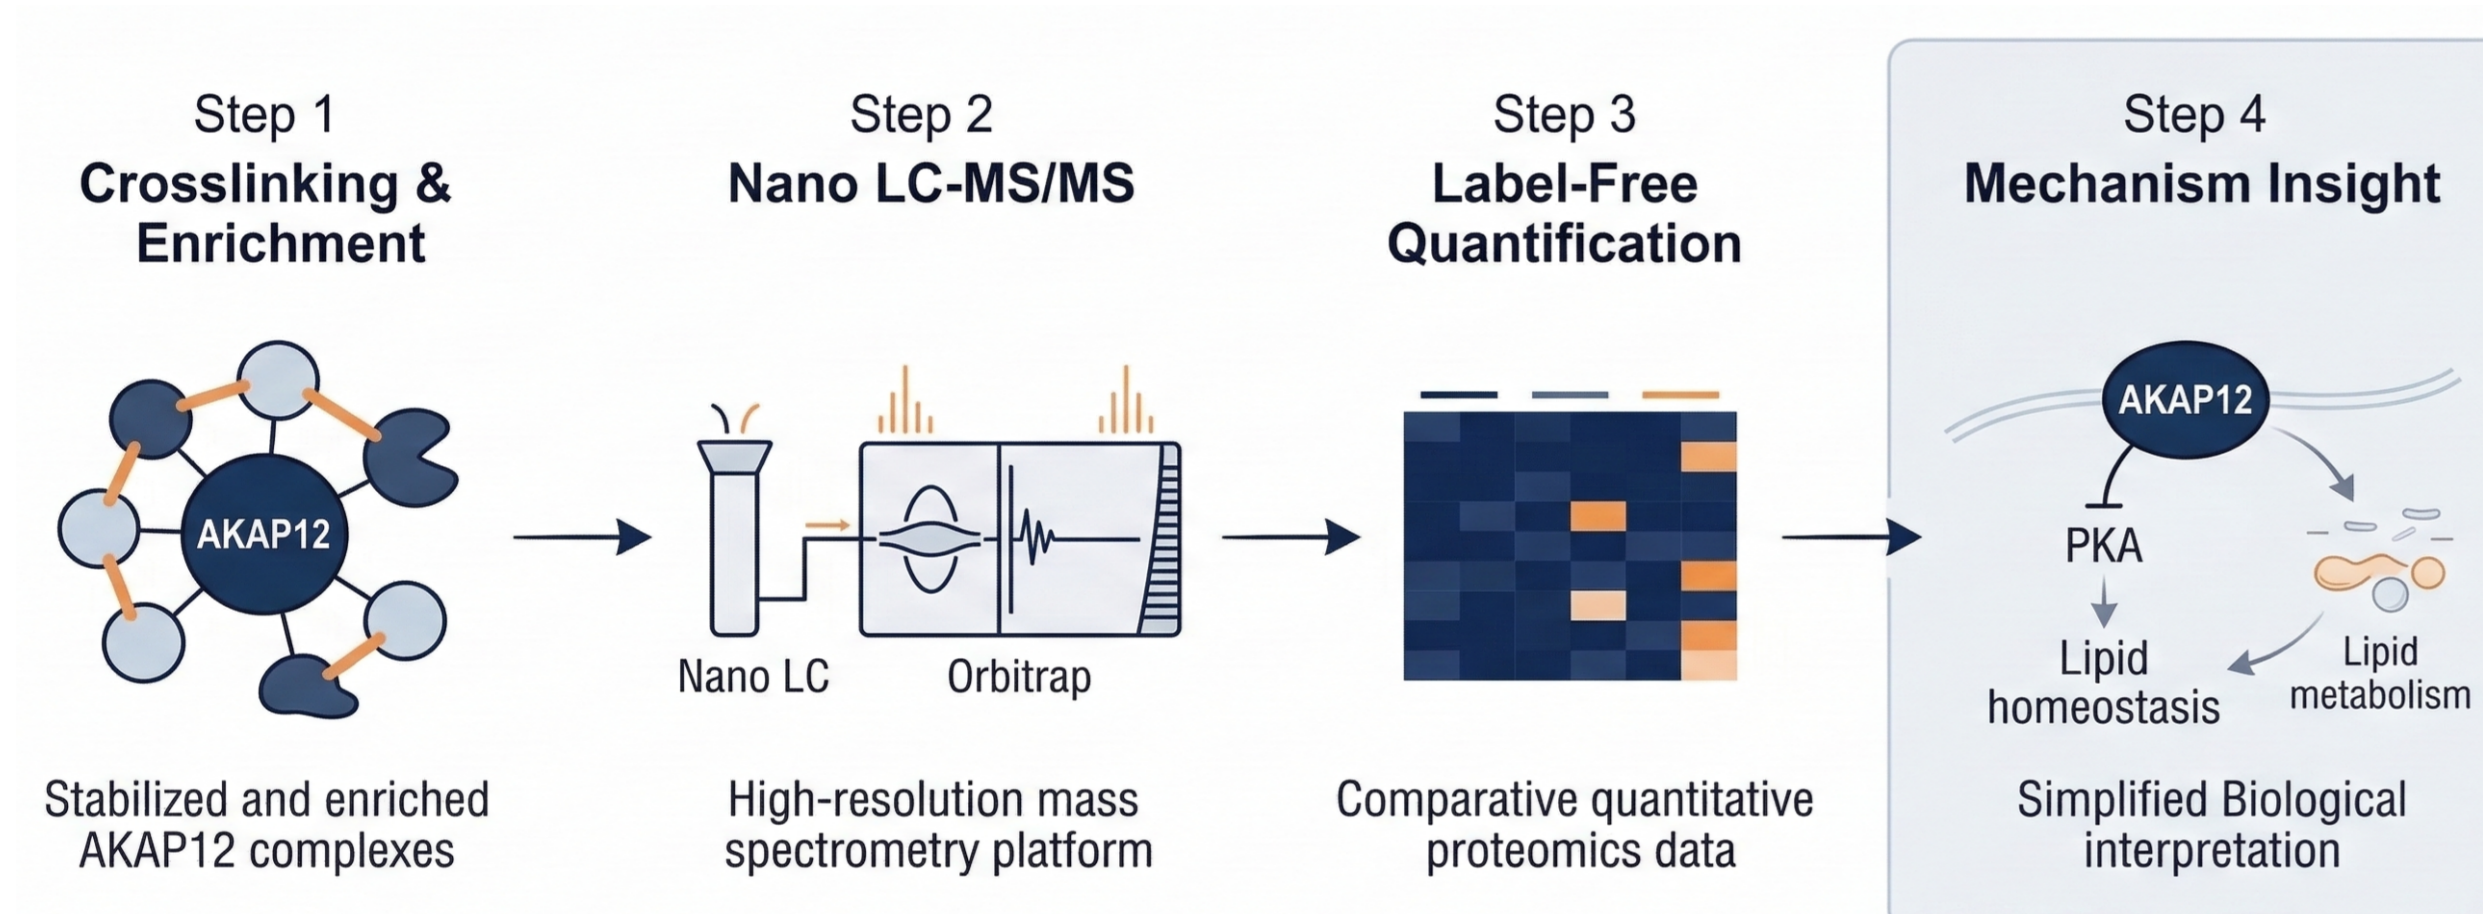 Step 1
Crosslinking &
Enrichment
AKAP12
Stabilized and enriched
AKAP12 complexes
Step 2
Nano LC-MS/MS
Nano LC
Orbitrap
High-resolution mass
spectrometry platform
Step 3
Label-Free
Quantification
Comparative quantitative
proteomics data
Step 4
Mechanism Insight
AKAP12
PKA
Lipid
homeostasis
Lipid
metabolism
Simplified Biological
interpretation